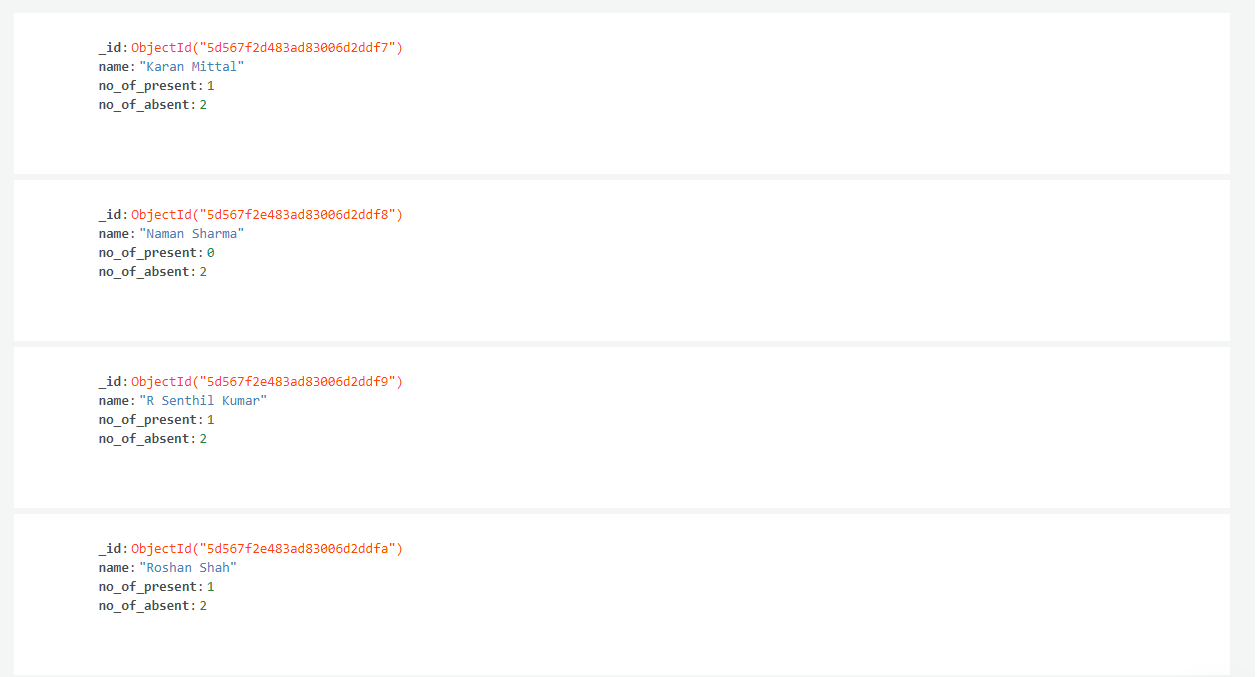 _id: ObjectId("5d567f2d483ad83006d2ddf7")
name: "Karan Mittal"
no_of_present: 1
no_of_absent: 2
_id: ObjectId("5d567f2e483ad83006d2ddf8")
name: "Naman Sharma"
no_of_present: 0
no_of_absent: 2
_id: ObjectId("5d567f2e483ad83006d2ddf9")
name: "R Senthil Kumar"
no_of_present: 1
no_of_absent: 2
_id: ObjectId("5d567f2e483ad83006d2ddfa")
name: "Roshan Shah"
no_of_present: 1
no_of_absent: 2